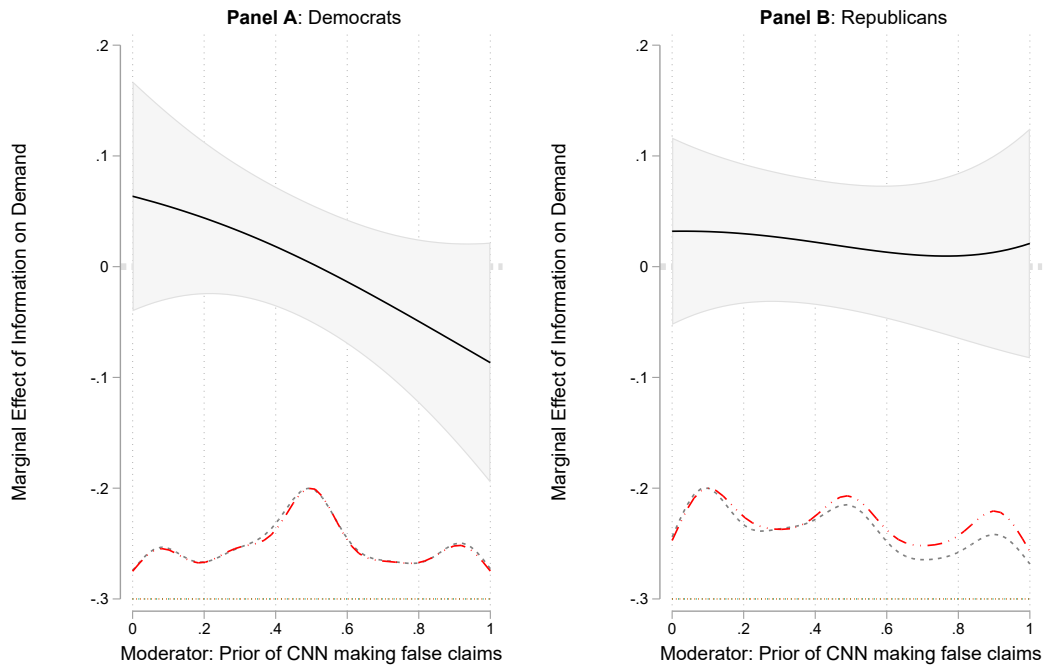 Panel A: Democrats
Marginal Effect of Information on Demand
.2
.1
0
-.1
-.2
-.3
0 .2 .4 .6 .8 1
Moderator: Prior of CNN making false claims
Panel B: Republicans
Marginal Effect of Information on Demand
.2
.1
0
-.1
-.2
-.3
0 .2 .4 .6 .8 1
Moderator: Prior of CNN making false claims